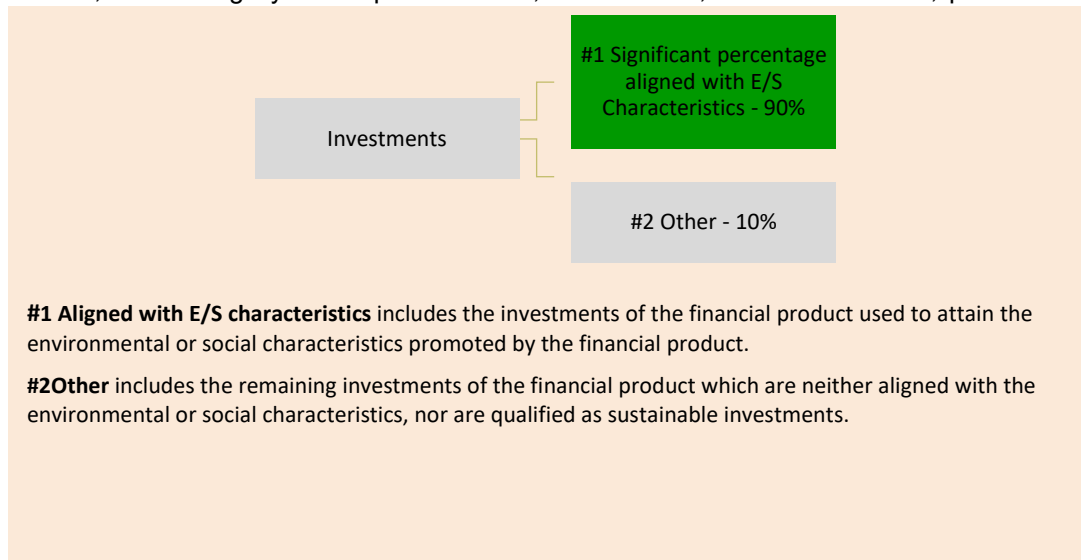 #1 Significant percentage
aligned with E/S
Characteristics - 90%
Investments
#2 Other - 10%
#1 Aligned with E/S characteristics includes the investments of the financial product used to attain the
environmental or social characteristics promoted by the financial product.
#2Other includes the remaining investments of the financial product which are neither aligned with the
environmental or social characteristics, nor are qualified as sustainable investments.